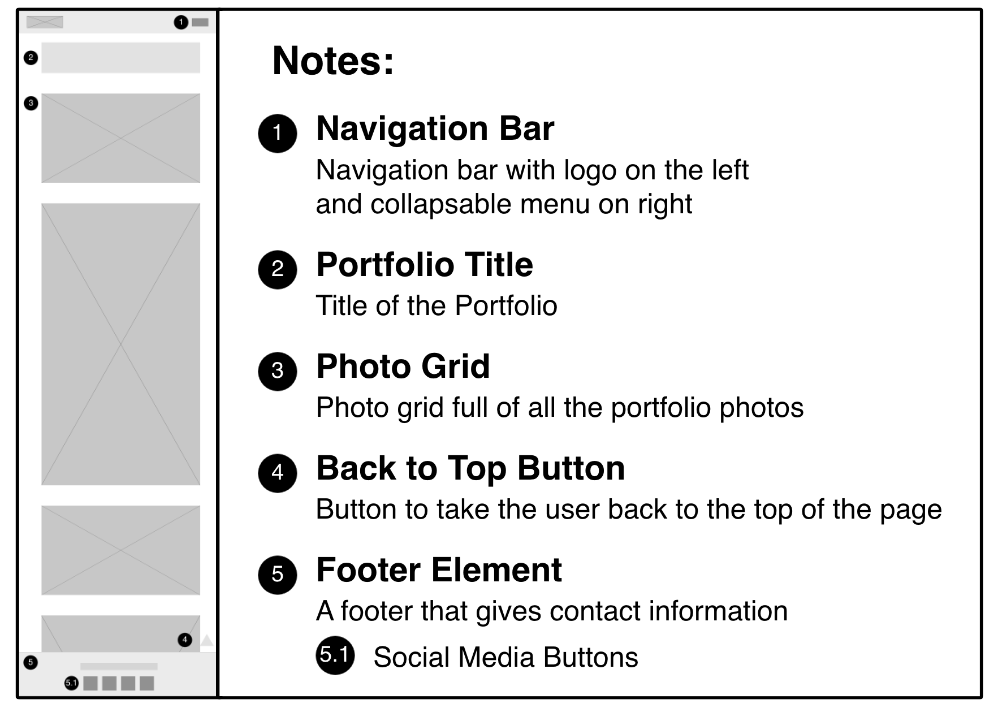 1
2
3
4
5
5.1
Notes:
1 Navigation Bar
Navigation bar with logo on the left
and collapsable menu on right
2 Portfolio Title
Title of the Portfolio
3 Photo Grid
Photo grid full of all the portfolio photos
4 Back to Top Button
Button to take the user back to the top of the page
5 Footer Element
A footer that gives contact information
5.1 Social Media Buttons